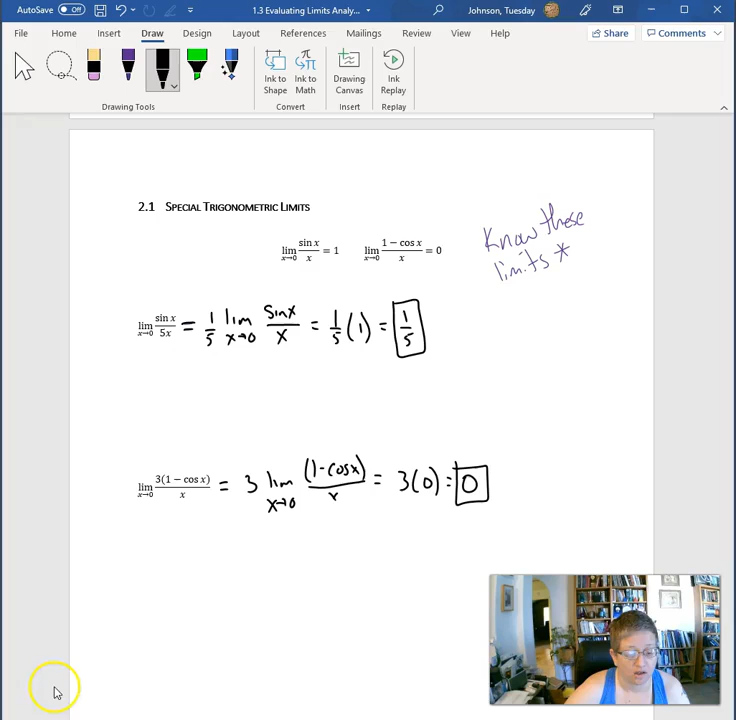 AutoSave Off 1.3 Evaluating Limits Analy... Johnson, Tuesday
File Home Insert Draw Design Layout References Mailings Review View Help Share Comments
Ink to Shape Ink to Math Drawing Canvas Ink Replay
Drawing Tools Convert Insert Replay
2.1 SPECIAL TRIGONOMETRIC LIMITS
lim x→0 sin x / x = 1 lim x→0 1 − cos x / x = 0
Know these
limits *
lim x→0 sin x / 5x = 1/5 lim x→0 sinx / x = 1/5 (1) = 1/5
lim x→0 3(1 − cos x) / x = 3 lim x→0 (1-cosx) / x = 3(0) = 0